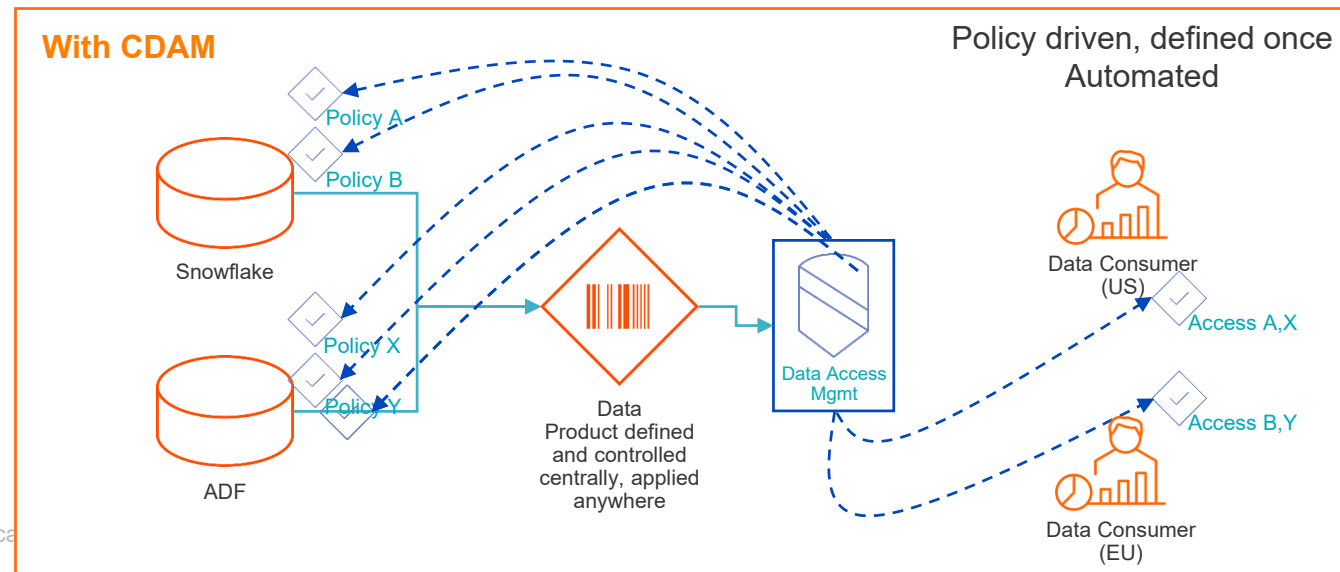 With CDAM
Policy driven, defined once
Automated
Policy A
Policy B
Snowflake
Policy X
Policy Y
ADF
Data
Product defined
and controlled
centrally, applied
anywhere
Data Access
Mgmt
Data Consumer
(US)
Access A,X
Access B,Y
Data Consumer
(EU)